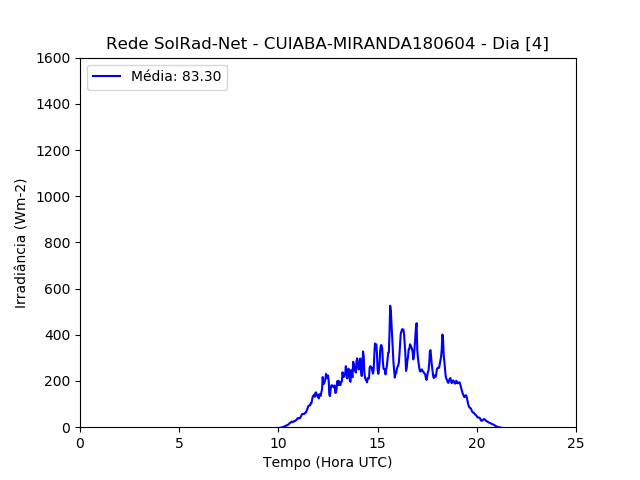 Rede SolRad-Net - CUIABA-MIRANDA180604 - Dia [4]
Média: 83.30
1600
1400
1200
1000
800
600
400
200
0
Irradiância (Wm-2)
0 5 10 15 20 25
Tempo (Hora UTC)